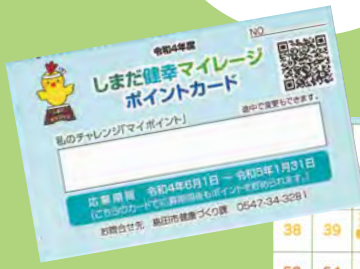 令和4年度
NO.
しまだ健幸マイレージ
ポイントカード
私のチャレンジ「マイポイント」
途中で変更もできます。
応募期間 令和4年6月1日 ― 令和5年1月31日
お問合せ先 島田市健康づくり課 0547-34-3281
38 39